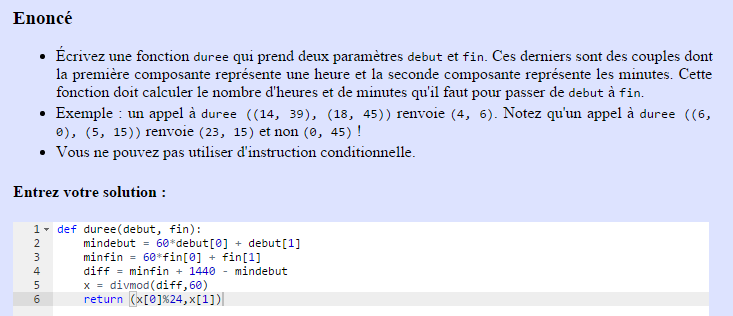 Enoncé
• Écrivez une fonction duree qui prend deux paramètres debut et fin. Ces derniers sont des couples dont
la première composante représente une heure et la seconde composante représente les minutes. Cette
fonction doit calculer le nombre d'heures et de minutes qu'il faut pour passer de debut à fin.
• Exemple : un appel à duree ((14, 39), (18, 45)) renvoie (4, 6). Notez qu'un appel à duree ((6,
0), (5, 15)) renvoie (23, 15) et non (0, 45) !
• Vous ne pouvez pas utiliser d'instruction conditionnelle.
Entrez votre solution :
1 def duree(debut, fin):
2 mindebut = 60*debut[0] + debut[1]
3 minfin = 60*fin[0] + fin[1]
4 diff = minfin + 1440 - mindebut
5 x = divmod(diff,60)
6 return (x[0]%24,x[1])